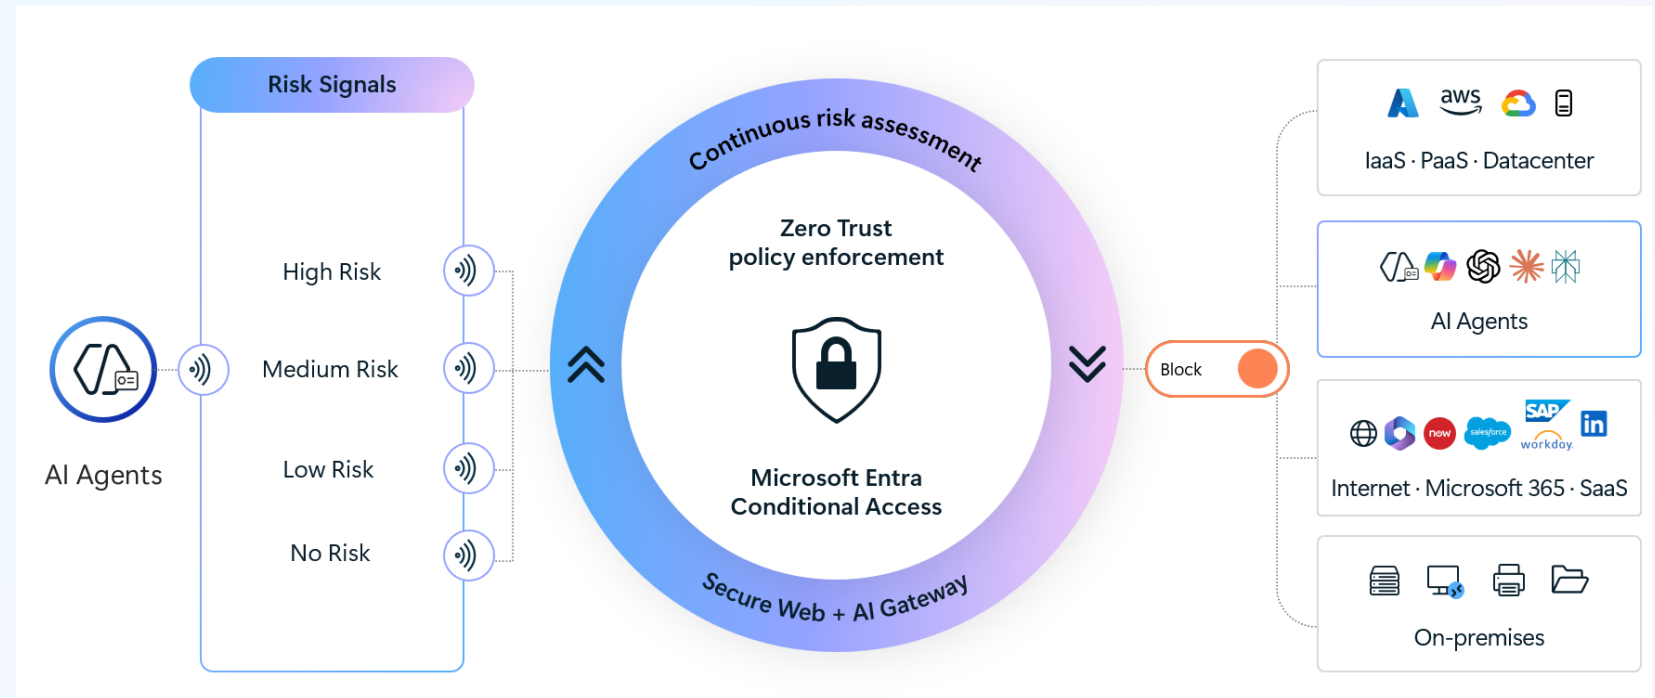 Risk Signals
High Risk
Medium Risk
Low Risk
No Risk
AI Agents
Continuous risk assessment
Zero Trust
policy enforcement
Microsoft Entra
Conditional Access
Secure Web + AI Gateway
Block
aws
IaaS · PaaS · Datacenter
AI Agents
now
salesforce
SAP
workday.
in
Internet · Microsoft 365 · SaaS
On-premises